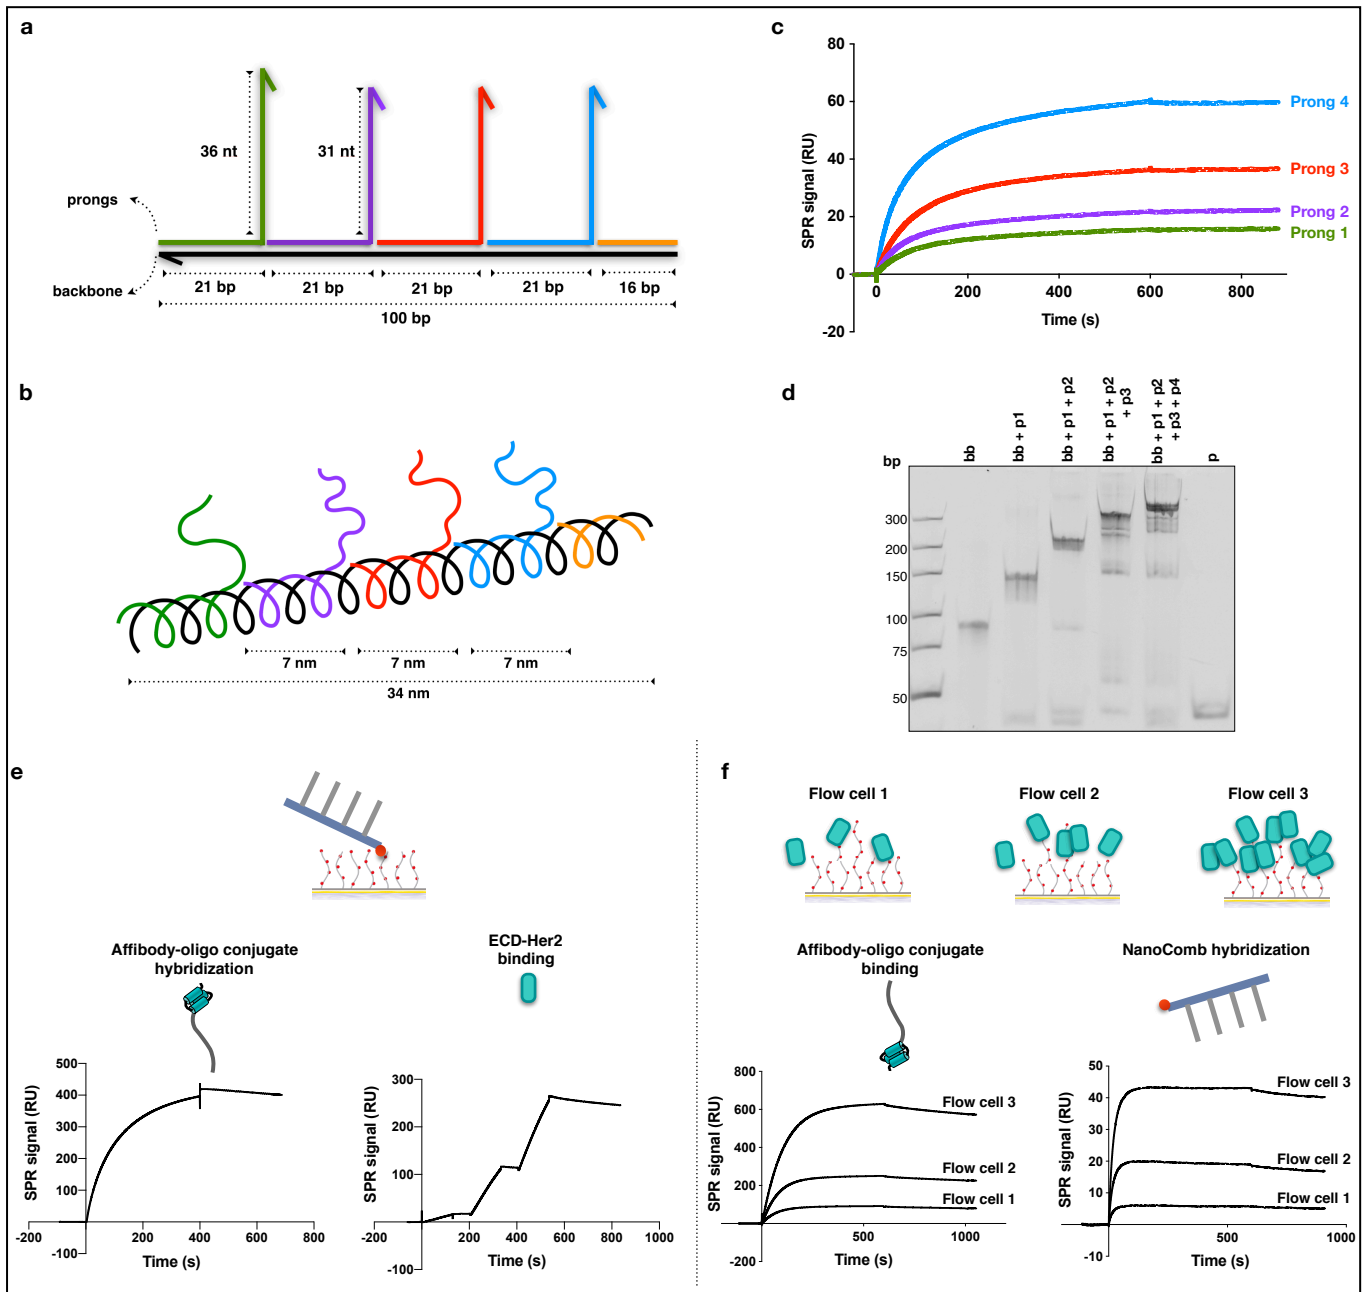 a
36 nt
31 nt
prongs
backbone
21 bp
21 bp
21 bp
21 bp
16 bp
100 bp
b
7 nm
7 nm
7 nm
34 nm
c
SPR signal (RU)
80
60
40
20
0
-20
0
200
400
600
800
Time (s)
Prong 4
Prong 3
Prong 2
Prong 1
d
bp
bb
bb + p1
bb + p1 + p2
bb + p1 + p2
+ p3
bb + p1 + p2
+ p3 + p4
p
300
200
150
100
75
50
e
Affibody-oligo conjugate
hybridization
SPR signal (RU)
500
400
300
200
100
-100
-200
200
400
600
800
Time (s)
ECD-Her2
binding
SPR signal (RU)
300
200
100
-100
-200
200
400
600
800
1000
Time (s)
f
Flow cell 1
Flow cell 2
Flow cell 3
Affibody-oligo conjugate
binding
SPR signal (RU)
800
600
400
200
0
-200
500
1000
Time (s)
Flow cell 3
Flow cell 2
Flow cell 1
NanoComb hybridization
SPR signal (RU)
50
40
30
20
10
0
-10
500
1000
Time (s)
Flow cell 3
Flow cell 2
Flow cell 1